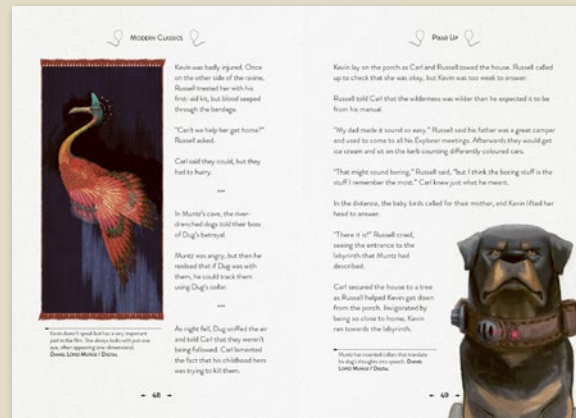 MODERN CLASSICS
Kevin was badly injured. Once
on the other side of the ravine,
Russell treated her with his
first-aid kit, but blood seeped
through the bandage.
"Can't we help her get home?"
Russell asked.
Carl said they could, but they
had to hurry.
***
In Muntz's cave, the river-
drenched dogs told their boss
of Dug's betrayal.
Muntz was angry, but then he
realised that if Dug was with
them, he could track them
using Dug's collar.
***
As night fell, Dug sniffed the air
and told Carl that they weren't
being followed. Carl lamented
the fact that his childhood hero
was trying to kill them.
Kevin doesn't speak but has a very important
part in the film. She always looks with just one
eye, often appearing one-dimensional.
DANIEL LÓPEZ MUÑOZ / DIGITAL
48
PIXAR UP
Kevin lay on the porch as Carl and Russell towed the house. Russell called
up to check that she was okay, but Kevin was too weak to answer.
Russell told Carl that the wilderness was wilder than he expected it to be
from his manual.
"My dad made it sound so easy." Russell said his father was a great camper
and used to come to all his Explorer meetings. Afterwards they would get
ice cream and sit on the kerb counting differently coloured cars.
"That might sound boring," Russell said, "but I think the boring stuff is the
stuff I remember the most." Carl knew just what he meant.
In the distance, the baby birds called for their mother, and Kevin lifted her
head to answer.
"There it is!" Russell cried,
seeing the entrance to the
labyrinth that Muntz had
described.
Carl secured the house to a tree
as Russell helped Kevin get down
from the porch. Invigorated by
being so close to home, Kevin
ran towards the labyrinth.
Muntz has invented collars that translate
his dog's thoughts into speech. DANIEL
LÓPEZ MUÑOZ / DIGITAL
49